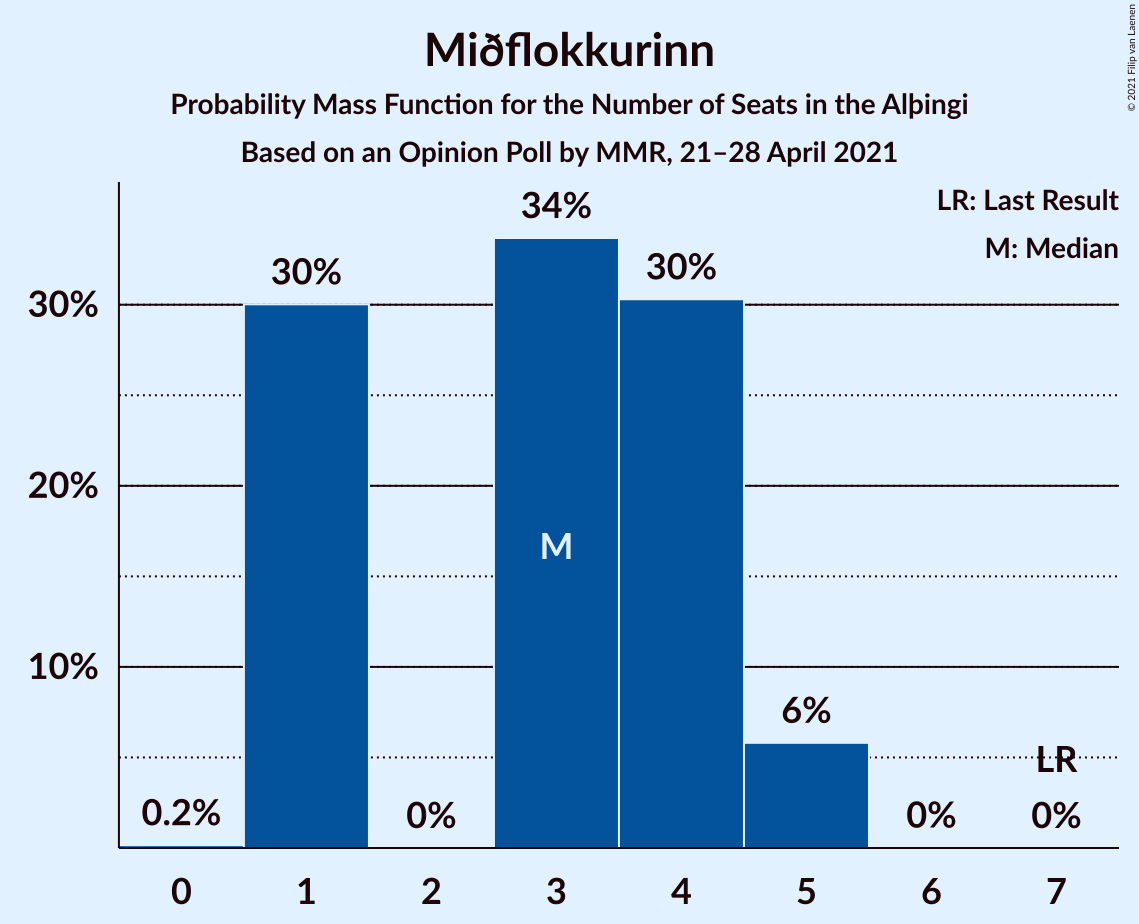 Miðflokkurinn
Probability Mass Function for the Number of Seats in the Alþingi
Based on an Opinion Poll by MMR, 21–28 April 2021
© 2021 Filip van Laenen
LR: Last Result
M: Median
34%
30%
30%
30%
20%
M
10%
6%
LR
0.2%
0%
0%
0%
0 1 2 3 4 5 6 7